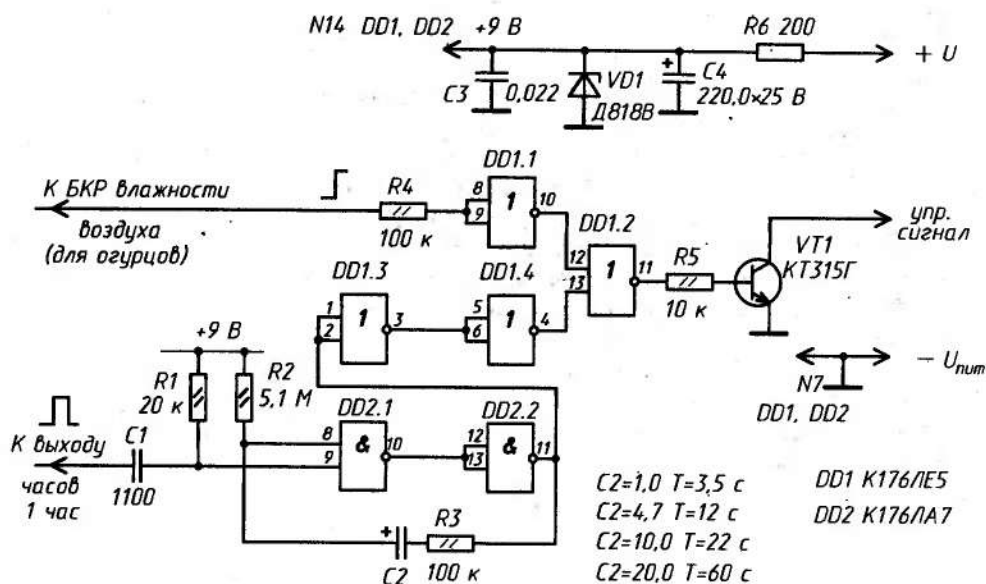 N14 DD1, DD2 +9 В
R6 200
+ U
C3
0,022
VD1
Д818В
+
C4
220,0×25 В
К БКР влажности
воздуха
(для огурцов)
R4
100 к
DD1.1
8
9
1
10
DD1.2
12
13
1
11
R5
10 к
VT1
КТ315Г
упр.
сигнал
DD1.3
1
2
1
3
DD1.4
5
6
1
4
+9 В
R1
20 к
R2
5,1 М
N7
DD1, DD2
− Uпит
К выходу
часов
1 час
C1
1100
DD2.1
8
9
&
10
DD2.2
12
13
&
11
+
C2
R3
100 к
C2=1,0 T=3,5 с
C2=4,7 T=12 с
C2=10,0 T=22 с
C2=20,0 T=60 с
DD1 К176ЛЕ5
DD2 К176ЛА7